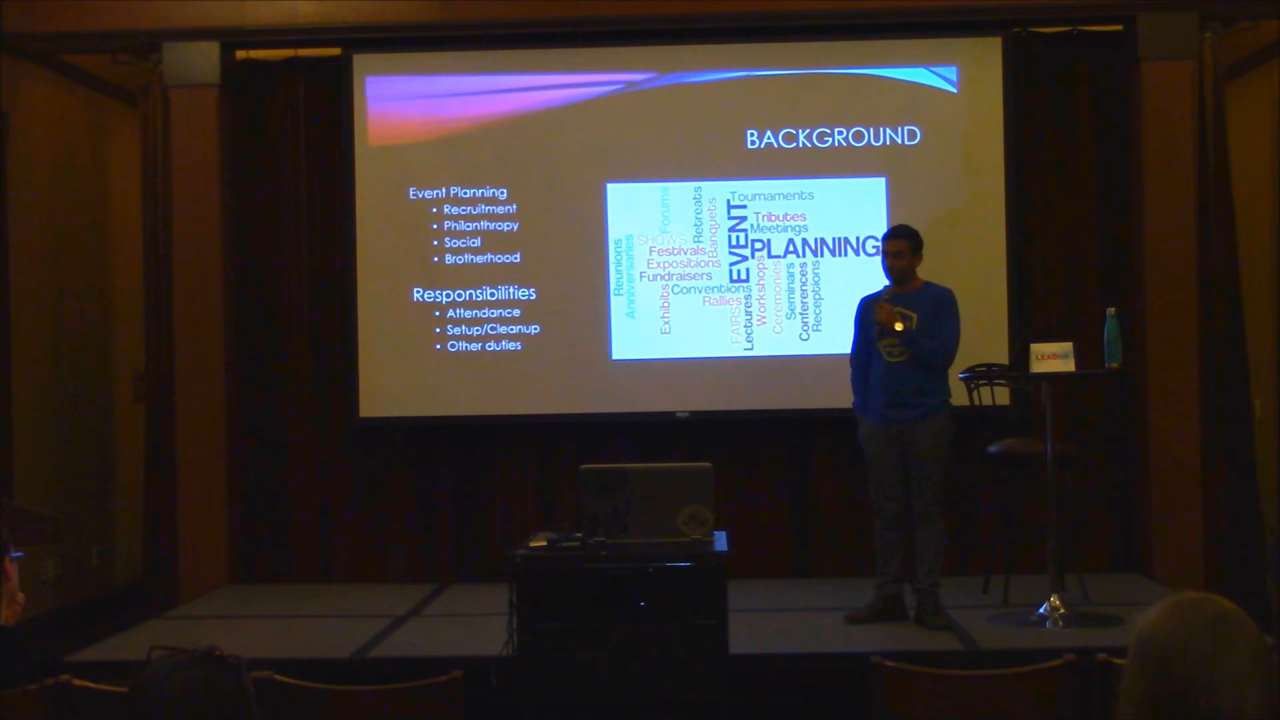 BACKGROUND
Event Planning
• Recruitment
• Philanthropy
• Social
• Brotherhood
Responsibilities
• Attendance
• Setup/Cleanup
• Other duties
Reunions
Anniversaries
Forums
SHOWS
Festivals
Expositions
Fundraisers
Exhibits
Conventions
Rallies
Retreats
Banquets
EVENT
PLANNING
Tournaments
Tributes
Meetings
FAIRS
Lectures
Workshops
Ceremonies
Seminars
Conferences
Receptions